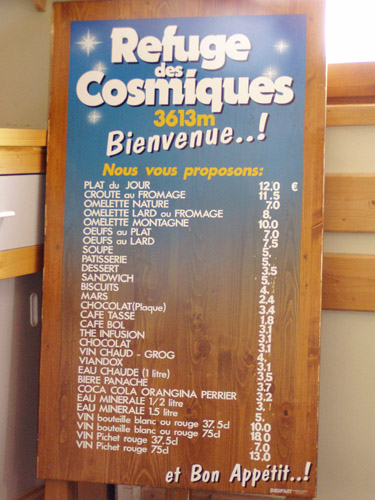 Refuge
des
Cosmiques
3613m
Bienvenue..!
Nous vous proposons:
PLAT du JOUR 12.0 €
CROUTE au FROMAGE 11.5
OMELETTE NATURE 7.0
OMELETTE LARD ou FROMAGE 8.
OMELETTE MONTAGNE 10.0
OEUFS au PLAT 7.0
OEUFS au LARD 7.5
SOUPE 5.
PATISSERIE 5.
DESSERT 3.5
SANDWICH 5.
BISCUITS 4.
MARS 2.4
CHOCOLAT(Plaque) 3.4
CAFE TASSE 1.8
CAFE BOL 3.1
THE INFUSION 3.1
CHOCOLAT 3.1
VIN CHAUD - GROG 4.
VIANDOX 3.1
EAU CHAUDE (1 litre) 3.5
BIERE PANACHE 3.7
COCA COLA ORANGINA PERRIER 3.2
EAU MINERALE 1/2 litre 3.
EAU MINERALE 1.5 litre 5.
VIN bouteille blanc ou rouge 37.5cl 10.0
VIN bouteille blanc ou rouge 75cl 18.0
VIN Pichet rouge 37.5cl 7.0
VIN Pichet rouge 75cl 13.0
et Bon Appétit..!